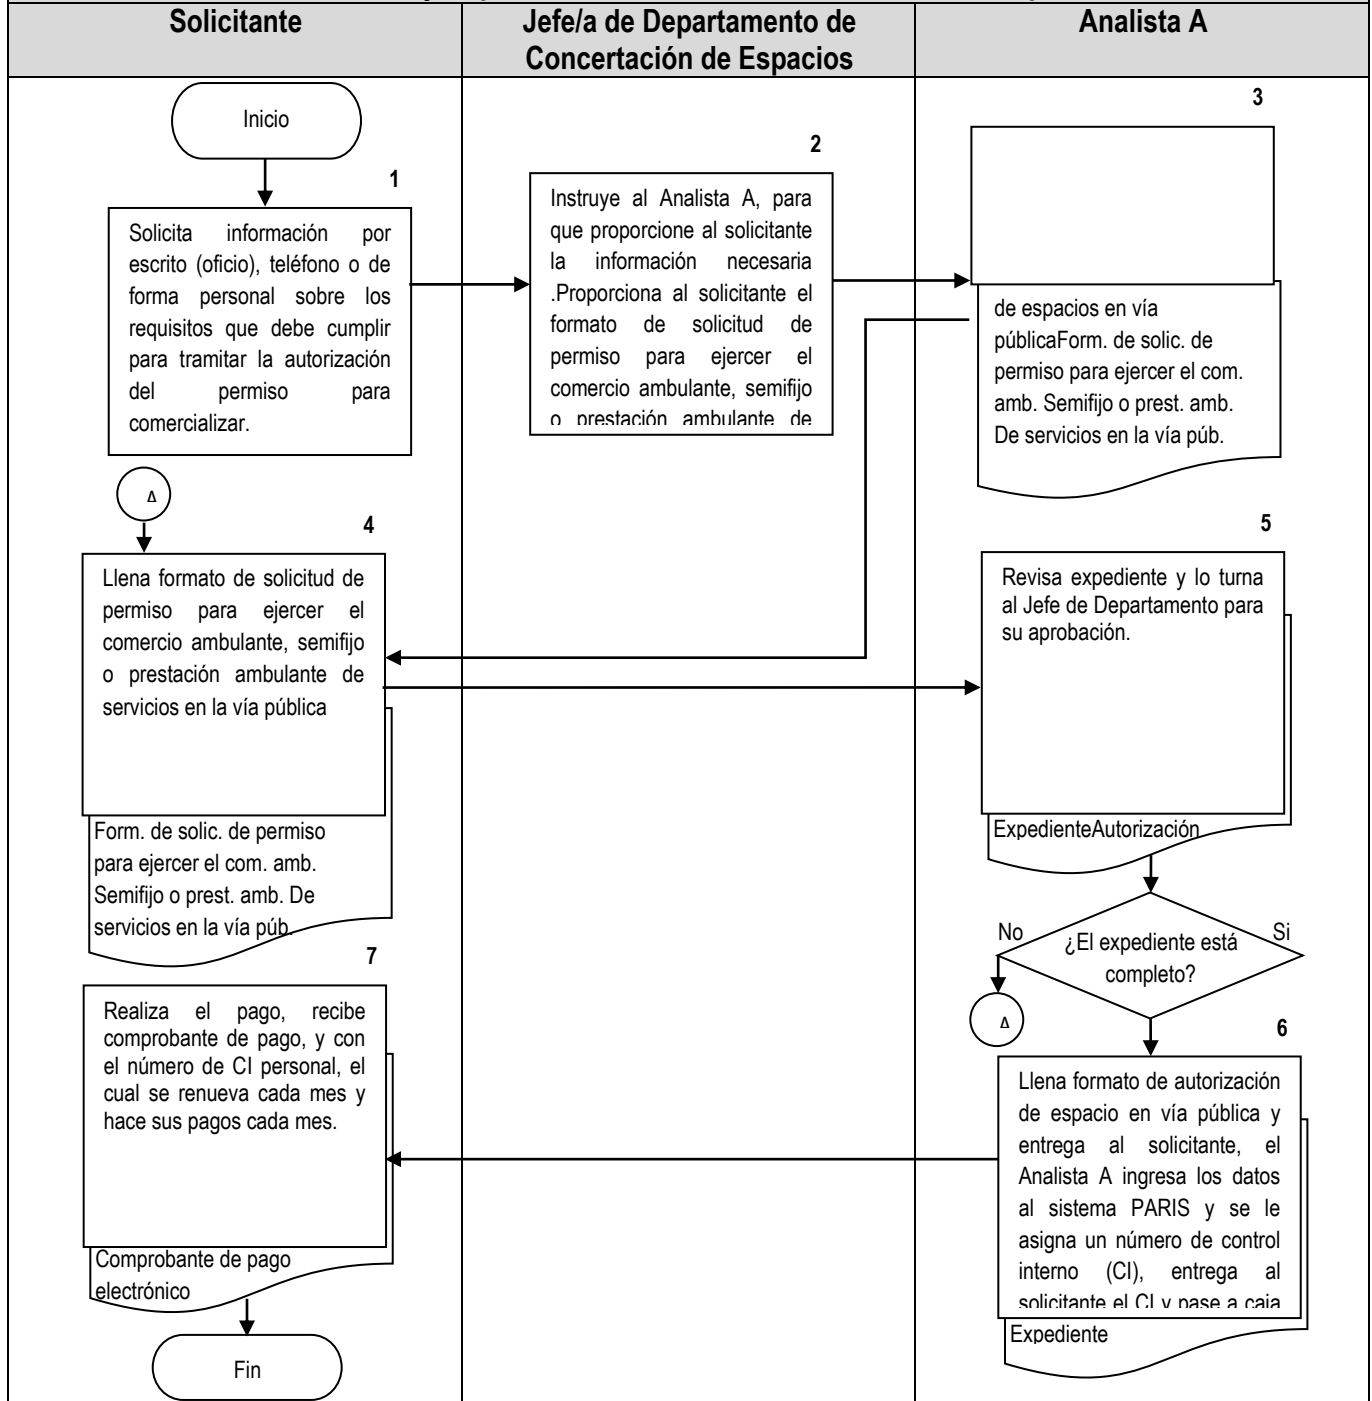 Solicitante
Jefe/a de Departamento de
Concertación de Espacios
Analista A
Inicio
1
Solicita información por
escrito (oficio), teléfono o de
forma personal sobre los
requisitos que debe cumplir
para tramitar la autorización
del permiso para
comercializar.
2
Instruye al Analista A, para
que proporcione al solicitante
la información necesaria
.Proporciona al solicitante el
formato de solicitud de
permiso para ejercer el
comercio ambulante, semifijo
o prestación ambulante de
3
de espacios en vía
públicaForm. de solic. de
permiso para ejercer el com.
amb. Semifijo o prest. amb.
De servicios en la vía púb.
4
Llena formato de solicitud de
permiso para ejercer el
comercio ambulante, semifijo
o prestación ambulante de
servicios en la vía pública
Form. de solic. de permiso
para ejercer el com. amb.
Semifijo o prest. amb. De
servicios en la vía púb.
5
Revisa expediente y lo turna
al Jefe de Departamento para
su aprobación.
ExpedienteAutorización
¿El expediente está
completo?
No
Si
6
Llena formato de autorización
de espacio en vía pública y
entrega al solicitante, el
Analista A ingresa los datos
al sistema PARIS y se le
asigna un número de control
interno (CI), entrega al
solicitante el CI y pase a caja
Expediente
7
Realiza el pago, recibe
comprobante de pago, y con
el número de CI personal, el
cual se renueva cada mes y
hace sus pagos cada mes.
Comprobante de pago
electrónico
Fin